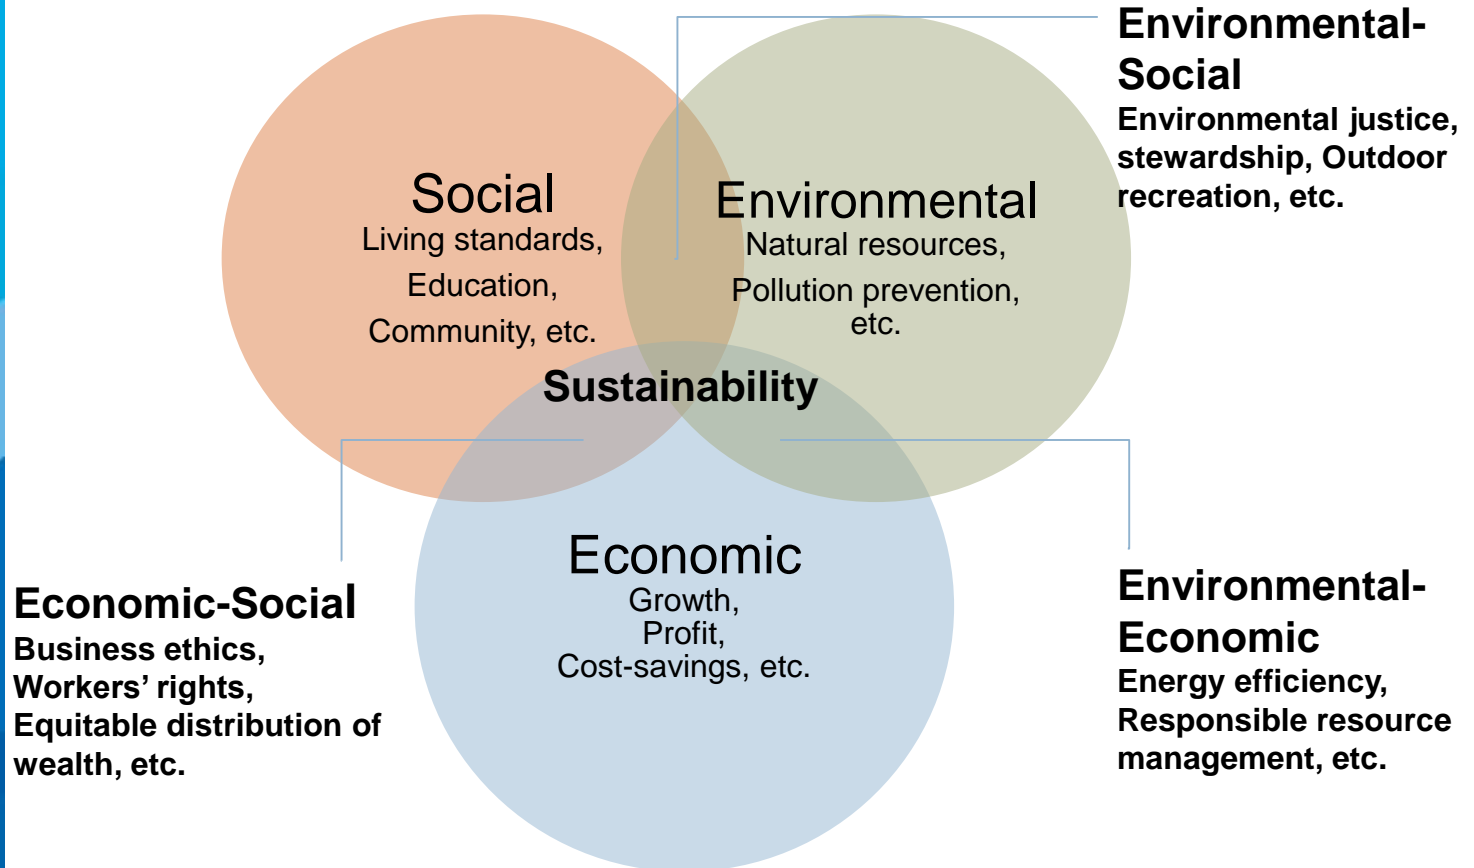 Environmental-
Social
Environmental justice,
stewardship, Outdoor
recreation, etc.
Social
Living standards,
Education,
Community, etc.
Environmental
Natural resources,
Pollution prevention,
etc.
Sustainability
Economic
Growth,
Profit,
Cost-savings, etc.
Economic-Social
Business ethics,
Workers’ rights,
Equitable distribution of
wealth, etc.
Environmental-
Economic
Energy efficiency,
Responsible resource
management, etc.